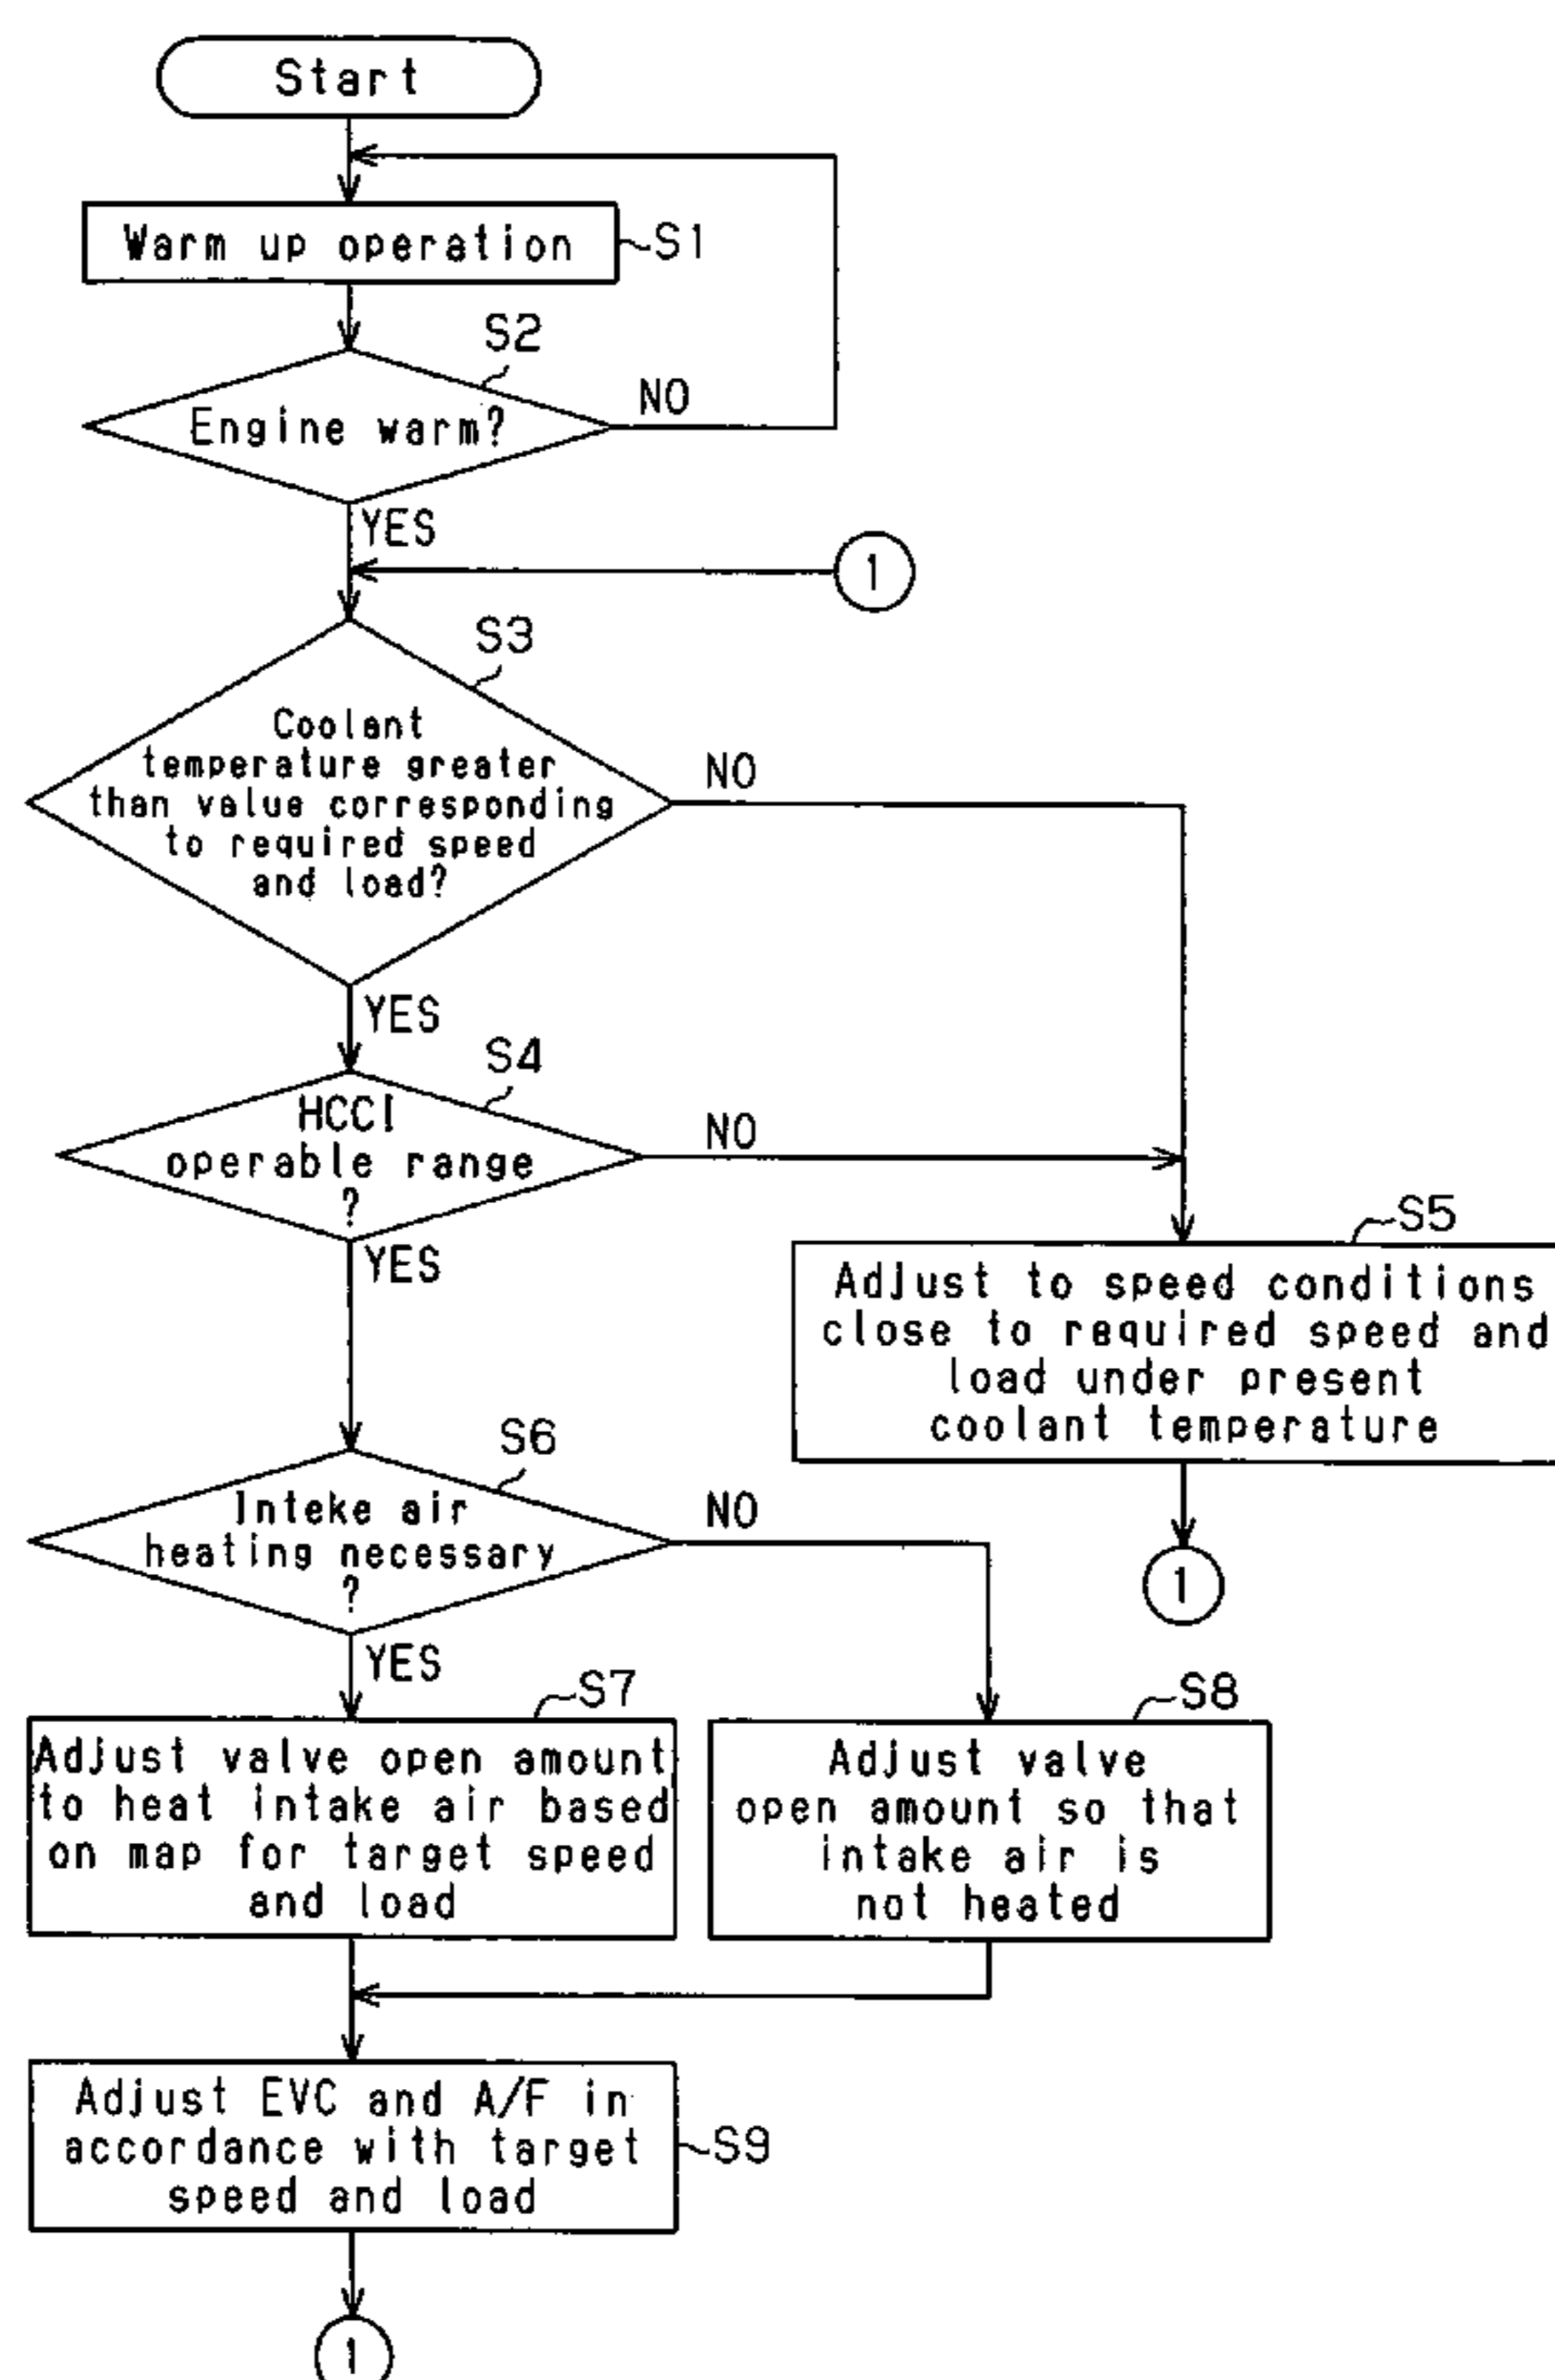 Start
Warm up operation
S1
S2
Engine warm?
NO
YES
1
S3
Coolant
temperature greater
than value corresponding
to required speed
and load?
NO
YES
S4
HCCI
operable range
?
NO
YES
S5
Adjust to speed conditions
close to required speed and
load under present
coolant temperature
1
S6
Inteke air
heating necessary
?
NO
YES
S7
Adjust valve open amount
to heat intake air based
on map for target speed
and load
S8
Adjust valve
open amount so that
intake air is
not heated
Adjust EVC and A/F in
accordance with target
speed and load
S9
1